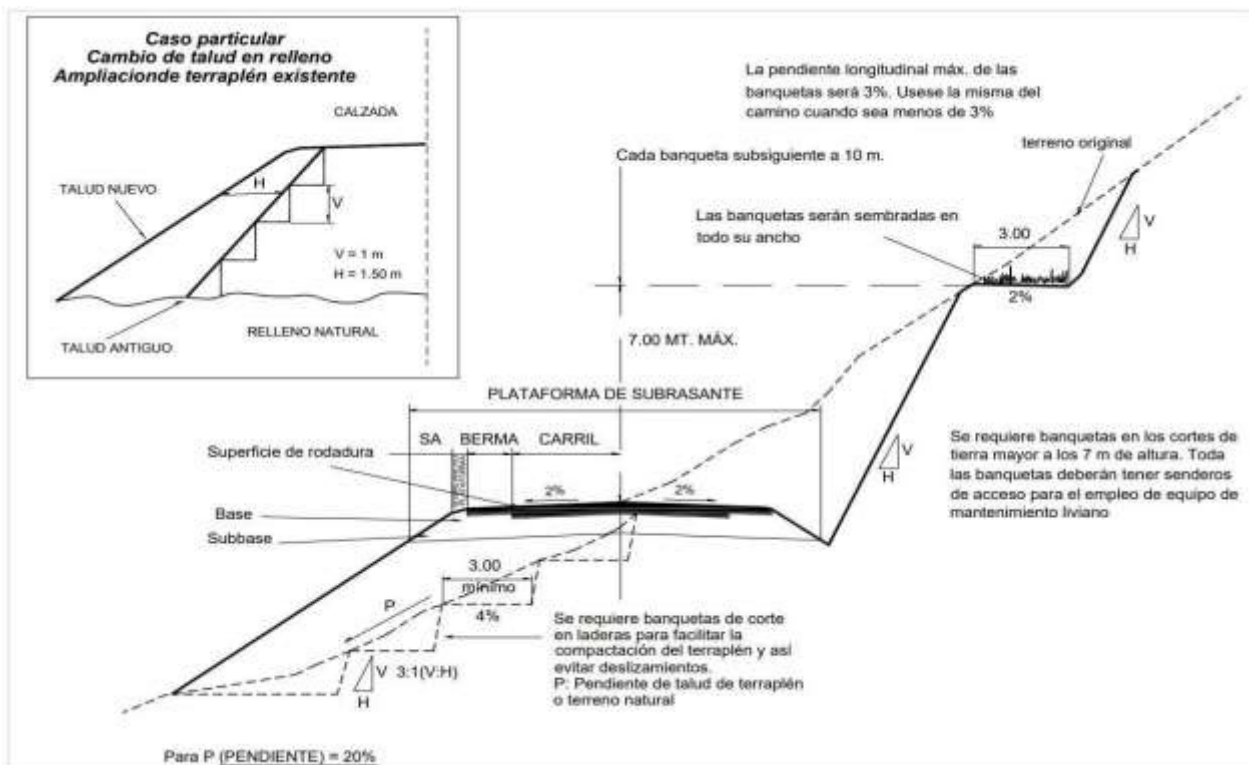 Caso particular
Cambio de talud en relleno
Ampliacionde terraplén existente
CALZADA
TALUD NUEVO
H
V
V = 1 m
H = 1.50 m
RELLENO NATURAL
TALUD ANTIGUO
La pendiente longitudinal máx. de las
banquetas será 3%. Usese la misma del
camino cuando sea menos de 3%
terreno original
Cada banqueta subsiguiente a 10 m.
Las banquetas serán sembradas en
todo su ancho
3.00
V
H
2%
7.00 MT. MÁX.
PLATAFORMA DE SUBRASANTE
SA
BERMA
CARRIL
Superficie de rodadura
2%
2%
Base
Subbase
V
H
Se requiere banquetas en los cortes de
tierra mayor a los 7 m de altura. Toda
las banquetas deberán tener senderos
de acceso para el empleo de equipo de
mantenimiento liviano
3.00
mínimo
P
4%
V 3:1(V:H)
H
Se requiere banquetas de corte
en laderas para facilitar la
compactación del terraplén y así
evitar deslizamientos.
P: Pendiente de talud de terraplén
o terreno natural
Para P (PENDIENTE) = 20%